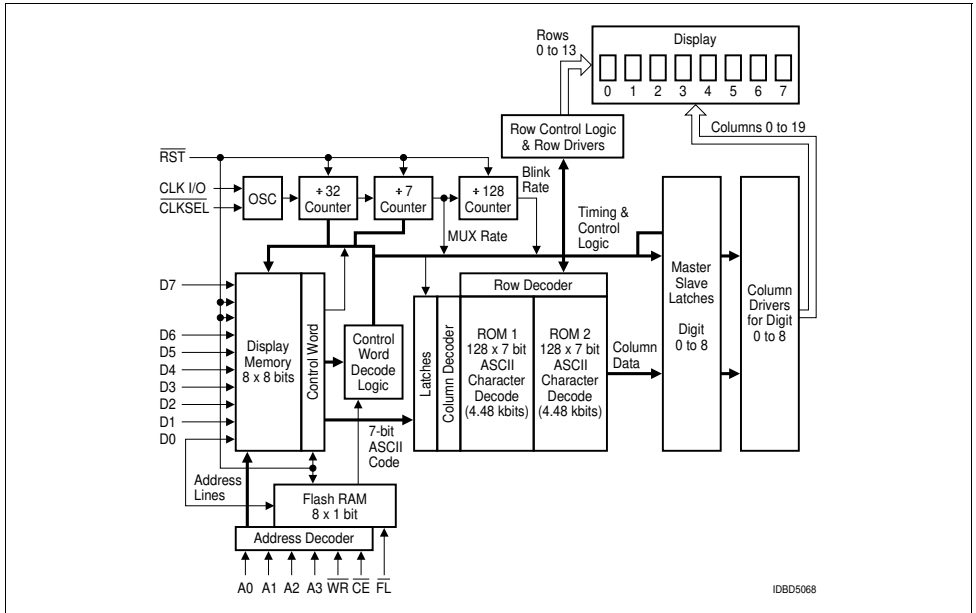 Rows
0 to 13
Display
0 1 2 3 4 5 6 7
Row Control Logic
& Row Drivers
Columns 0 to 19
RST
CLK I/O
CLKSEL
OSC
÷ 32
Counter
÷ 7
Counter
÷ 128
Counter
Blink
Rate
MUX Rate
Timing &
Control
Logic
D7
D6
D5
D4
D3
D2
D1
D0
Display
Memory
8 x 8 bits
Control Word
Control
Word
Decode
Logic
7-bit
ASCII
Code
Latches
Column Decoder
Row Decoder
ROM 1
128 x 7 bit
ASCII
Character
Decode
(4.48 kbits)
ROM 2
128 x 7 bit
ASCII
Character
Decode
(4.48 kbits)
Column
Data
Master
Slave
Latches
Digit
0 to 8
Column
Drivers
for Digit
0 to 8
Address
Lines
Flash RAM
8 x 1 bit
Address Decoder
A0 A1 A2 A3 WR CE FL
IDBD5068